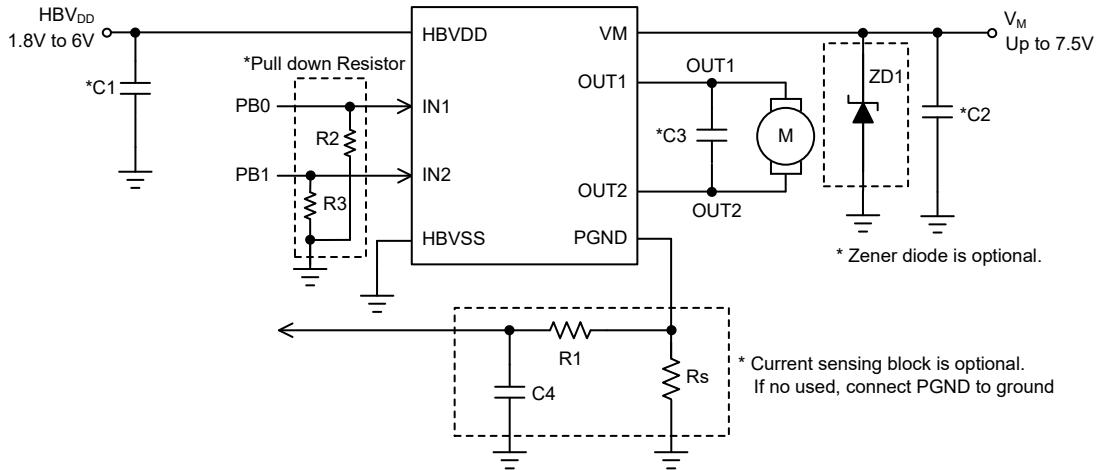 HBVDD
1.8V to 6V
*C1
*Pull down Resistor
PB0
R2
PB1
R3
HBVDD
IN1
IN2
HBVSS
VM
OUT1
OUT2
PGND
OUT1
*C3
M
OUT2
ZD1
*C2
VM
Up to 7.5V
* Zener diode is optional.
R1
C4
Rs
* Current sensing block is optional.
If no used, connect PGND to ground